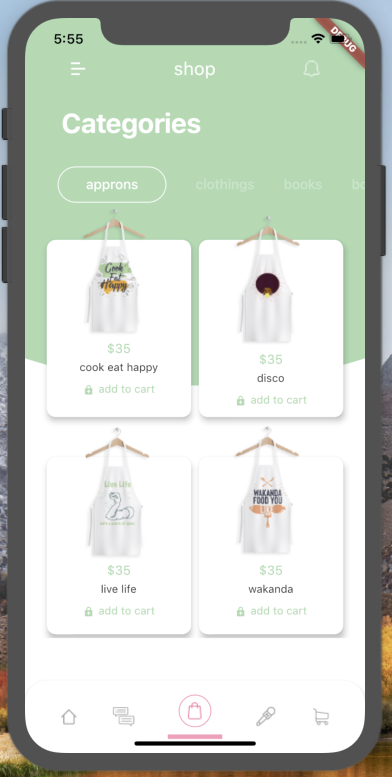 5:55
DEBUG
shop
Categories
approns clothings books bo
Cook
Eat
Happy
$35
cook eat happy
add to cart
$35
disco
add to cart
Live Life
$35
live life
add to cart
WAKANDA
FOOD YOU
$35
wakanda
add to cart